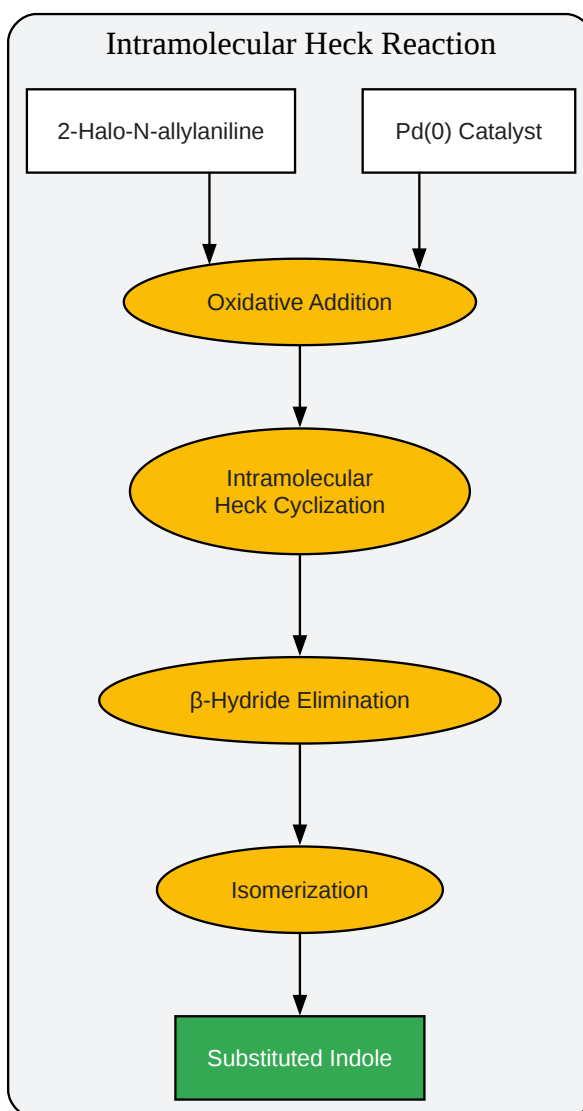 Intramolecular Heck Reaction
2-Halo-N-allylaniline
Pd(0) Catalyst
Oxidative Addition
Intramolecular
Heck Cyclization
β-Hydride Elimination
Isomerization
Substituted Indole